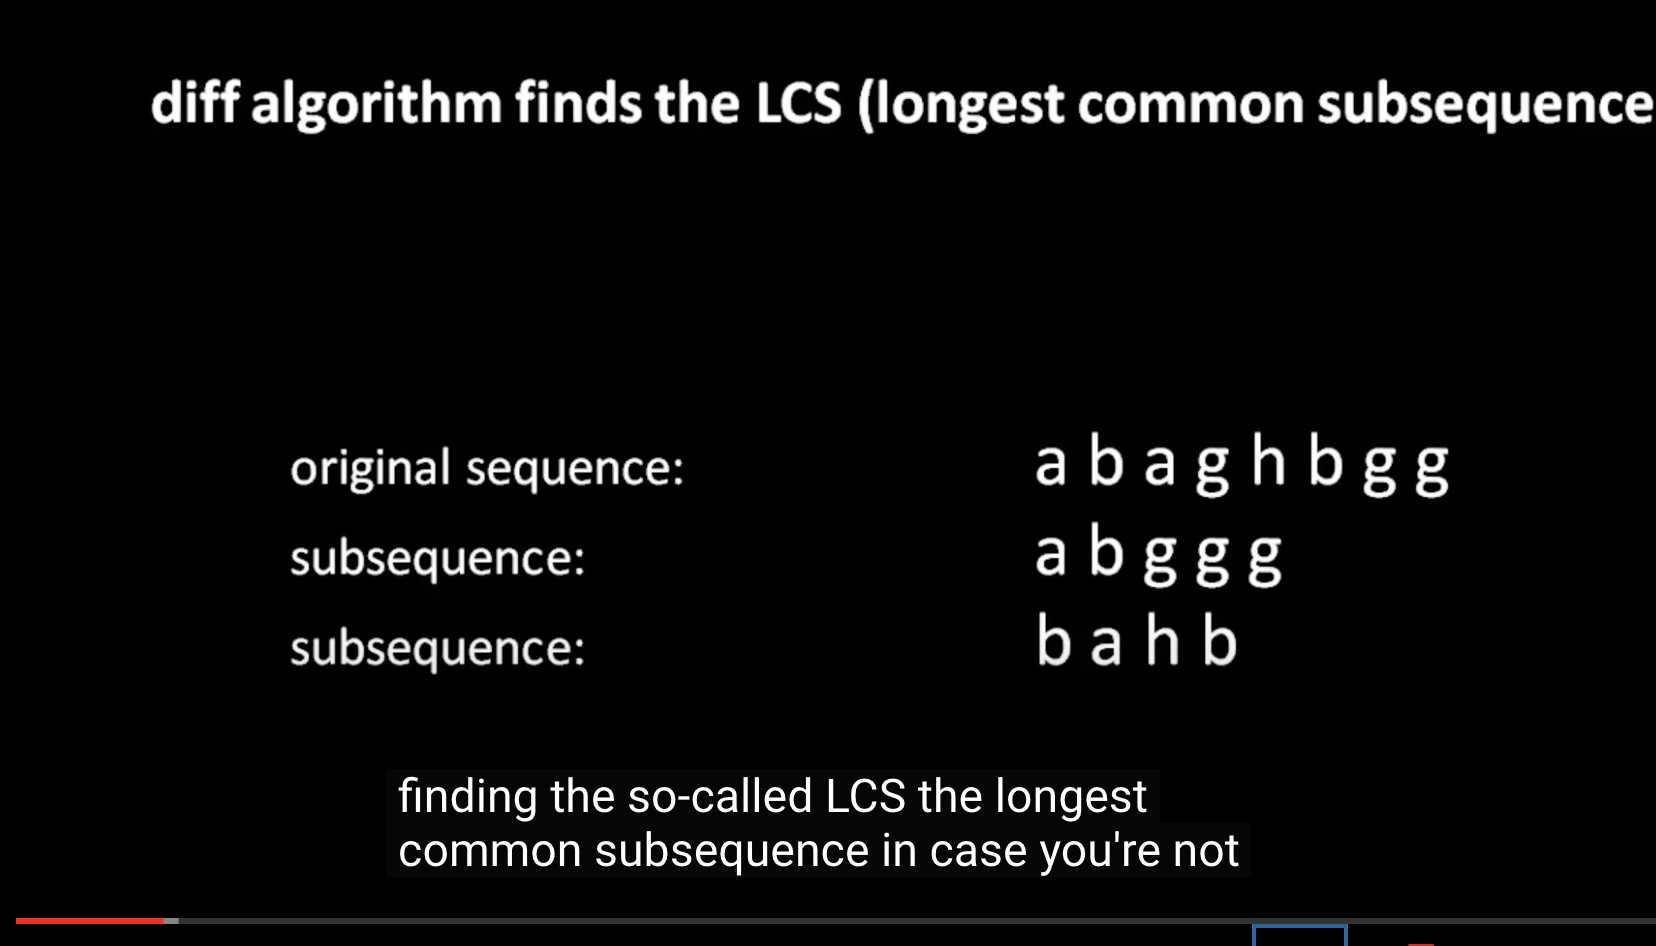 diff algorithm finds the LCS (longest common subsequence
original sequence: a b a g h b g g
subsequence: a b g g g
subsequence: b a h b
finding the so-called LCS the longest
common subsequence in case you're not